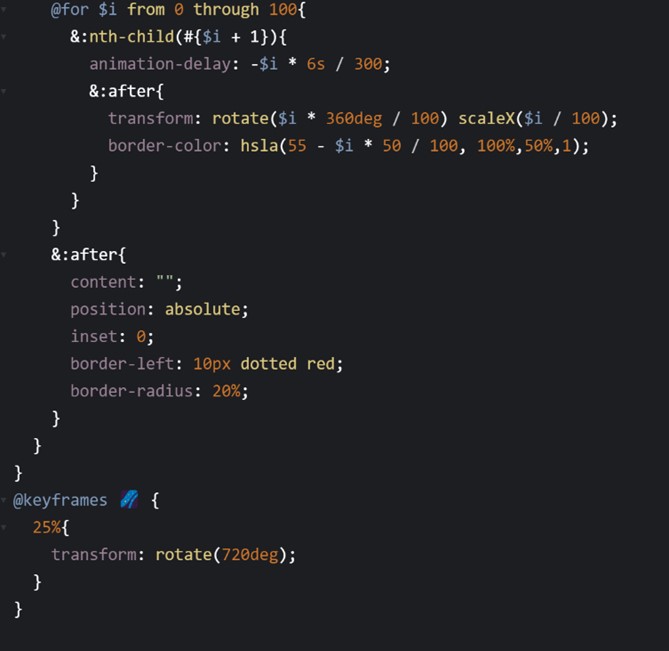 @for $i from 0 through 100{
&:nth-child(#{$i + 1}){
animation-delay: -$i * 6s / 300;
&:after{
transform: rotate($i * 360deg / 100) scaleX($i / 100);
border-color: hsla(55 - $i * 50 / 100, 100%,50%,1);
}
}
}
&:after{
content: "";
position: absolute;
inset: 0;
border-left: 10px dotted red;
border-radius: 20%;
}
}
}
@keyframes 🌌 {
25%{
transform: rotate(720deg);
}
}